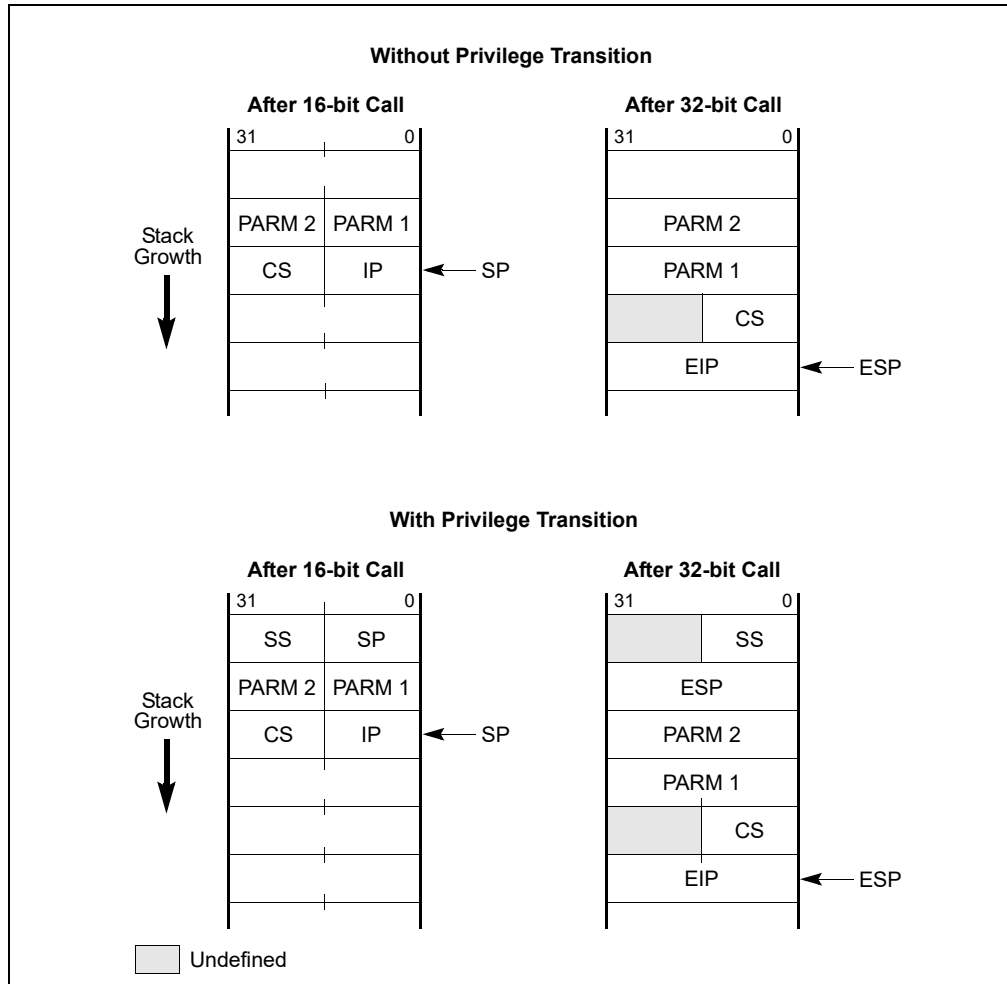 Without Privilege Transition
After 16-bit Call
After 32-bit Call
31 0
31 0
PARM 2 PARM 1
PARM 2
Stack
Growth
CS IP
SP
PARM 1
CS
EIP
ESP
With Privilege Transition
After 16-bit Call
After 32-bit Call
31 0
31 0
SS SP
SS
PARM 2 PARM 1
ESP
Stack
Growth
CS IP
SP
PARM 2
PARM 1
CS
EIP
ESP
Undefined